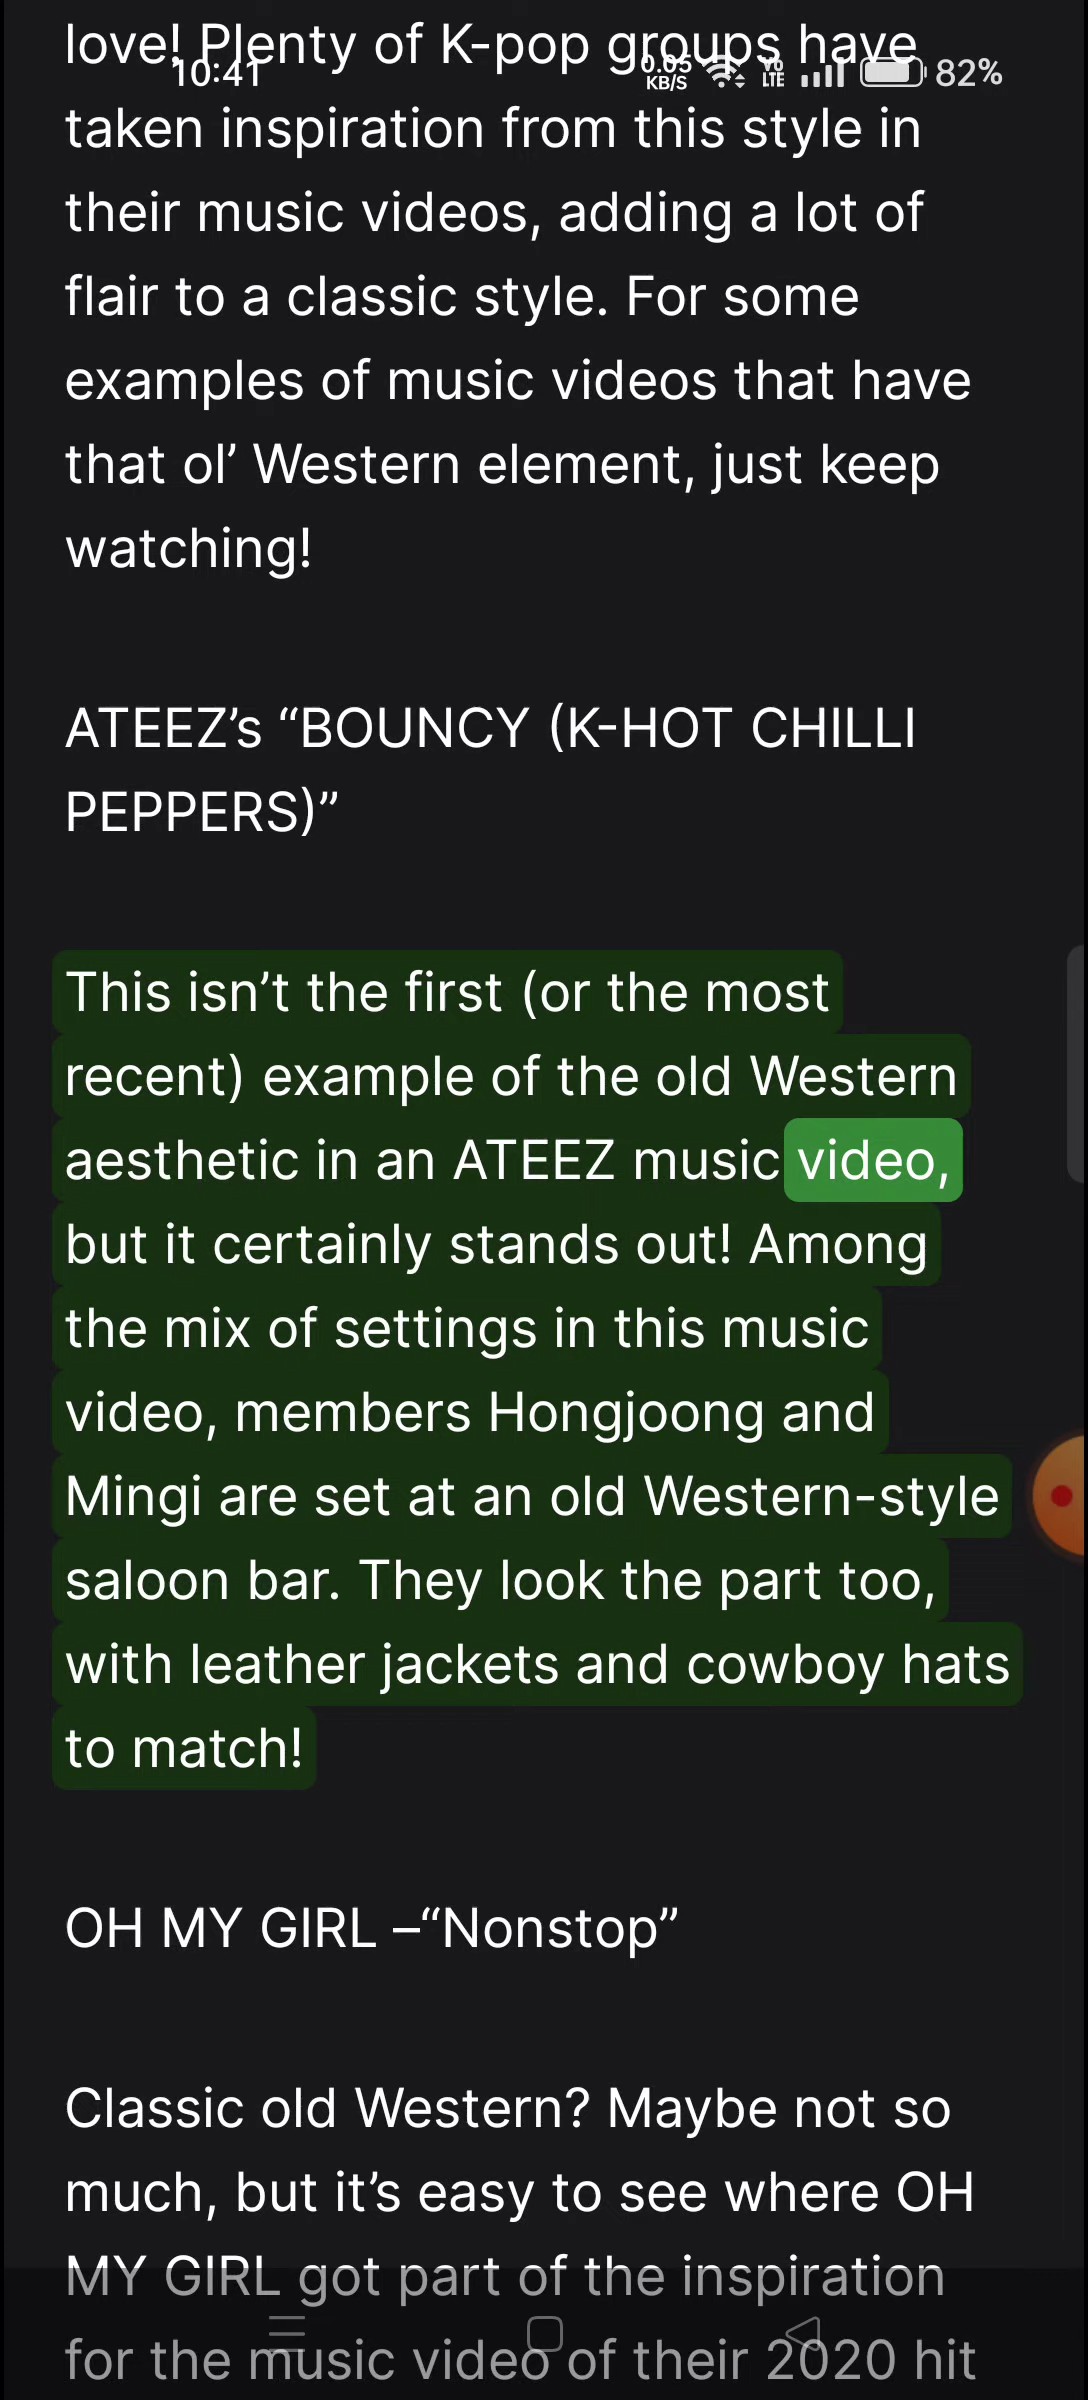 love! Plenty of K-pop groups have
10:41
0.05 KB/S
Vo LTE
82%
taken inspiration from this style in
their music videos, adding a lot of
flair to a classic style. For some
examples of music videos that have
that ol’ Western element, just keep
watching!
ATEEZ’s “BOUNCY (K-HOT CHILLI
PEPPERS)”
This isn’t the first (or the most
recent) example of the old Western
aesthetic in an ATEEZ music video,
but it certainly stands out! Among
the mix of settings in this music
video, members Hongjoong and
Mingi are set at an old Western-style
saloon bar. They look the part too,
with leather jackets and cowboy hats
to match!
OH MY GIRL –“Nonstop”
Classic old Western? Maybe not so
much, but it’s easy to see where OH
MY GIRL got part of the inspiration
for the music video of their 2020 hit